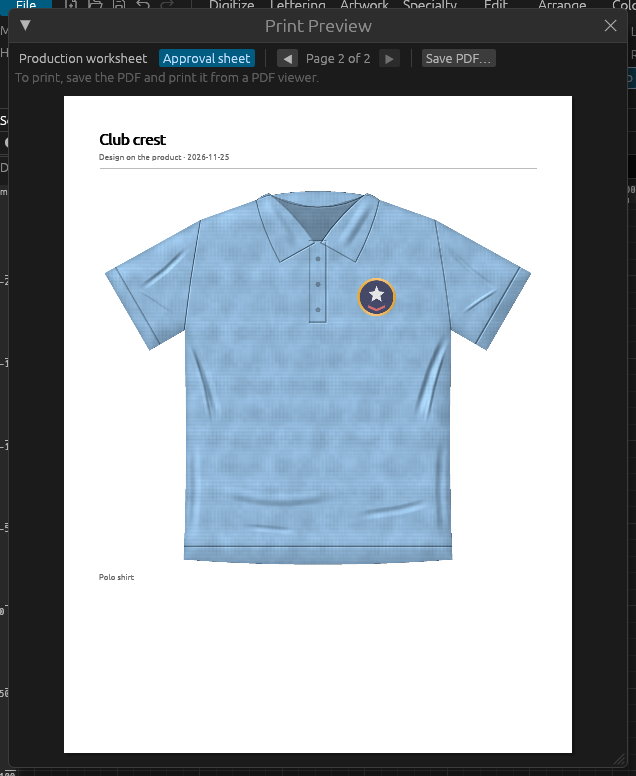 File Digitize Lettering Artwork Specialty Edit Arrange
Print Preview
Production worksheet Approval sheet Page 2 of 2 Save PDF...
To print, save the PDF and print it from a PDF viewer.
Club crest
Design on the product · 2026-11-25
Polo shirt